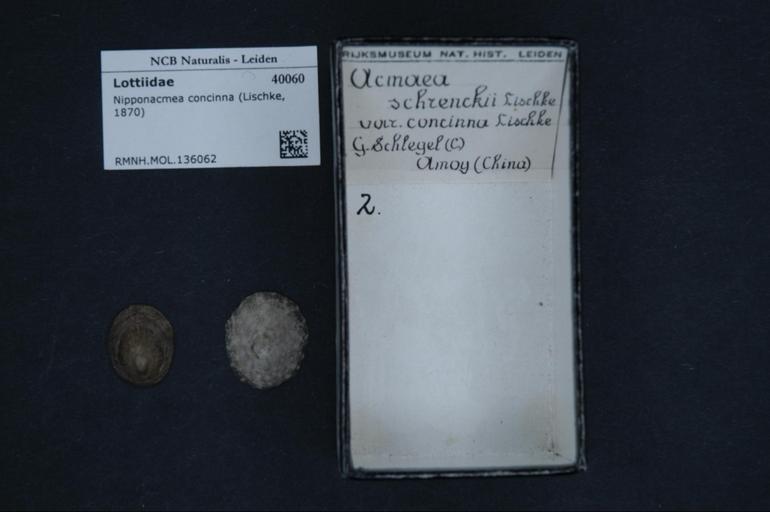 NCB Naturalis - Leiden
Lottiidae 40060
Nipponacmea concinna (Lischke,
1870)
RMNH.MOL.136062
RIJKSMUSEUM NAT. HIST. LEIDEN
Acmaea
schrenckii Lischke
var. concinna Lischke
G. Schlegel (C)
Amoy (China)
2.